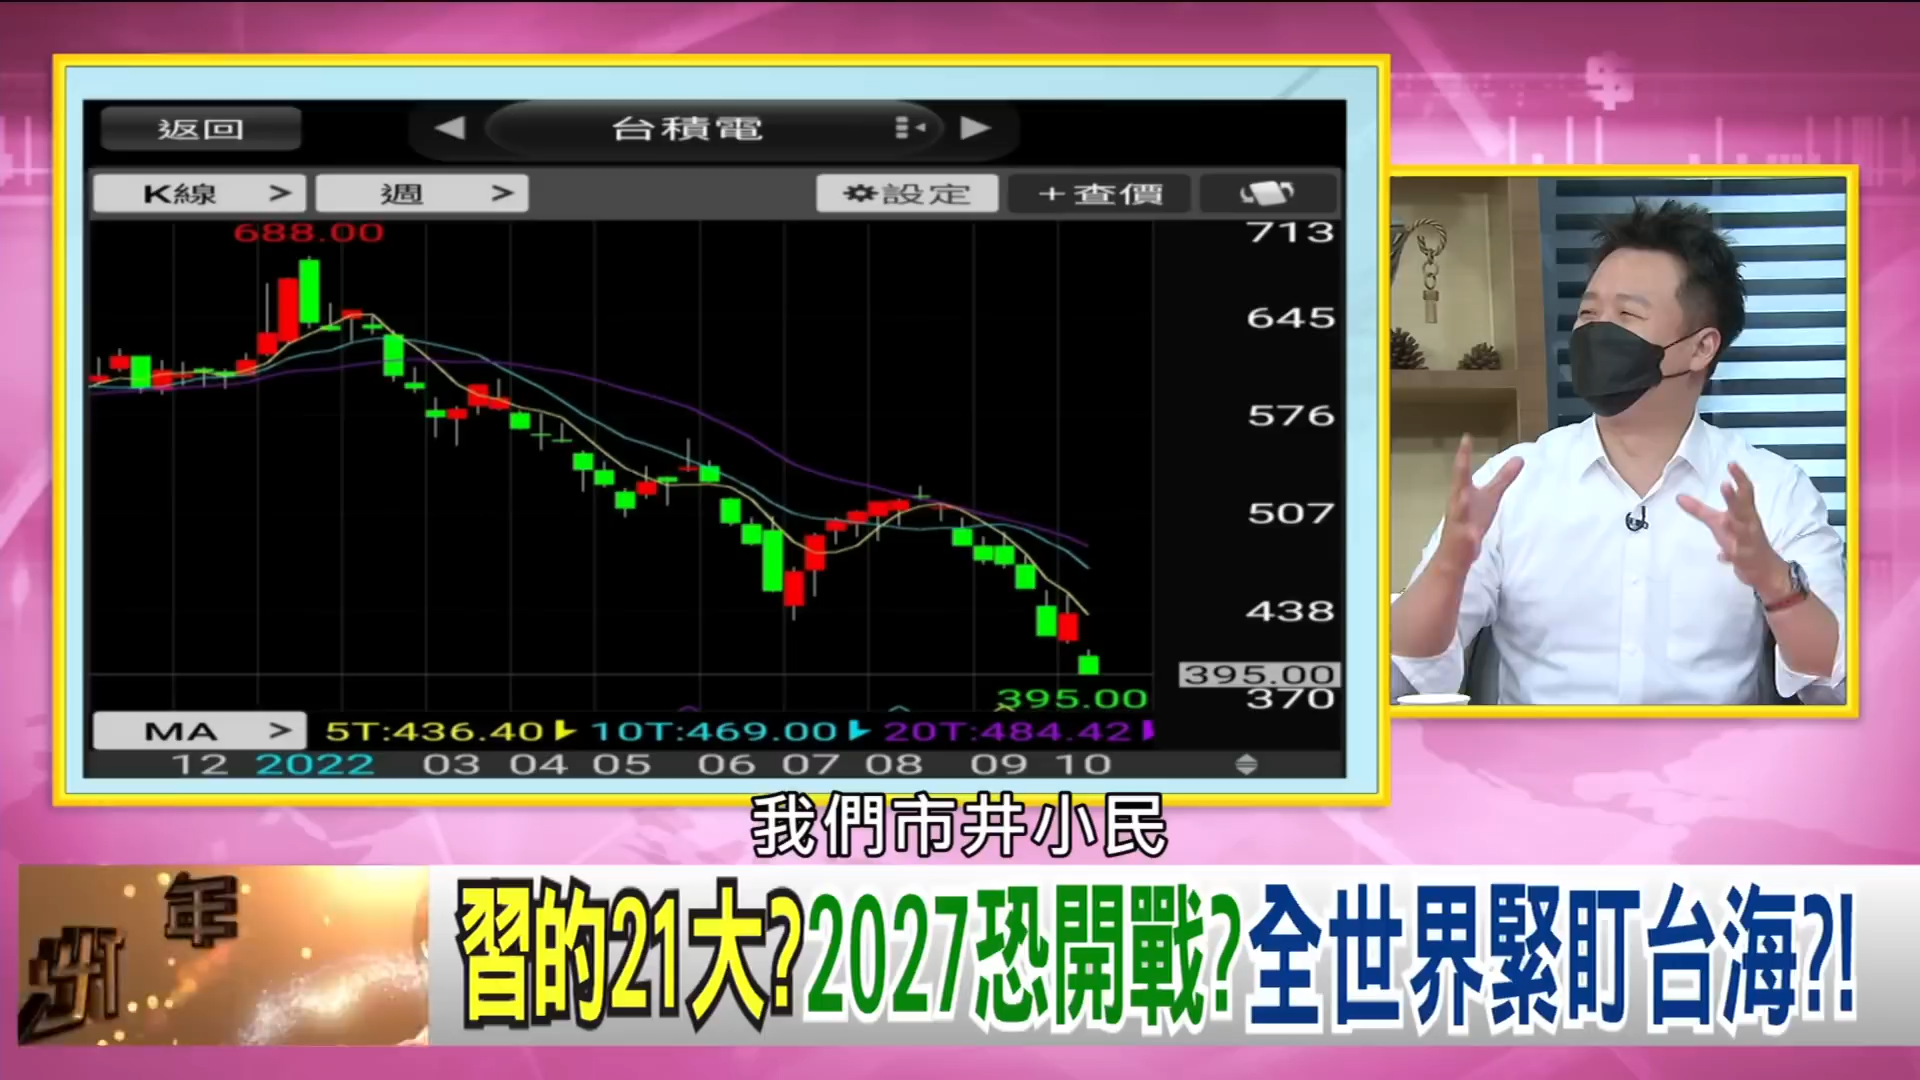 返回
台積電
K線 >
週 >
設定
+查價
688.00
713
645
576
507
438
395.00
370
395.00
MA >
5T:436.40
10T:469.00
20T:484.42
12 2022 03 04 05 06 07 08 09 10
我們市井小民
年
習的21大?2027恐開戰?全世界緊盯台海?!